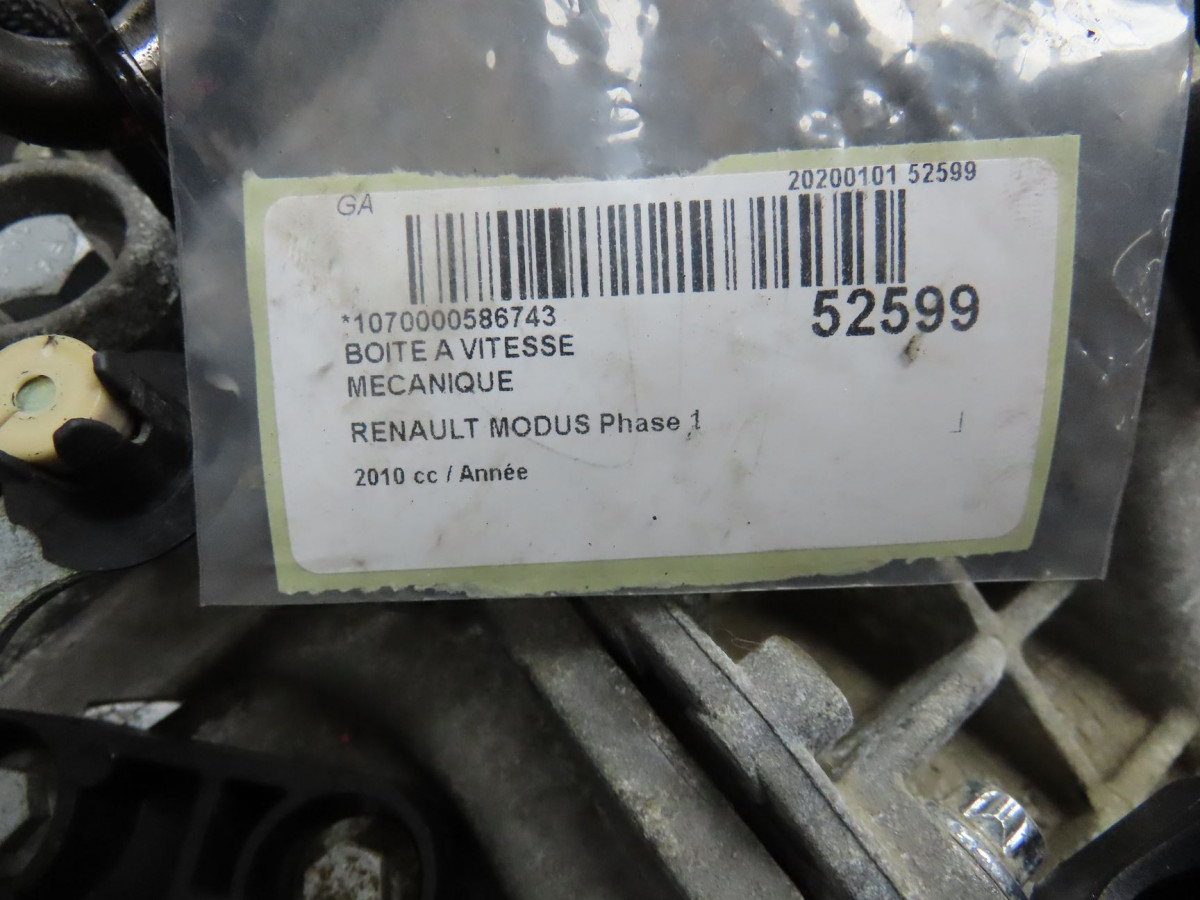 20200101 52599
GA
*1070000586743
52599
BOITE A VITESSE
MECANIQUE
RENAULT MODUS Phase 1
2010 cc / Année